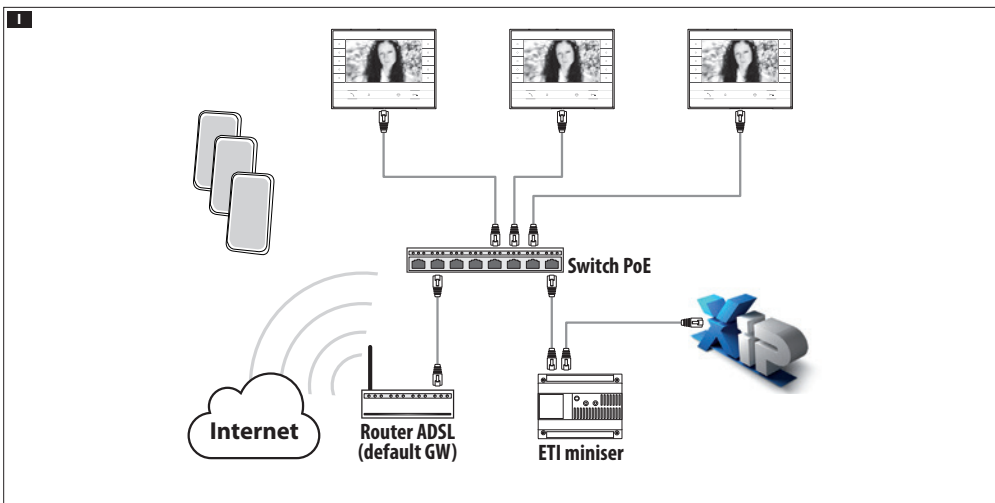 I
Switch PoE
Xip
Internet
Router ADSL
(default GW)
ETI miniser